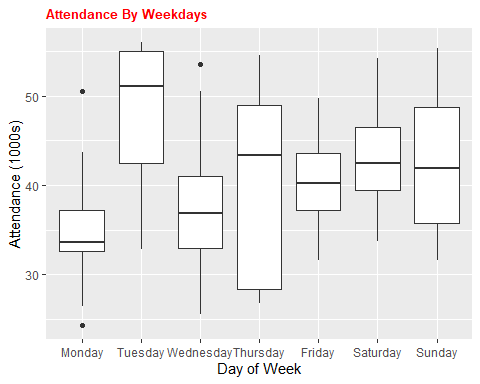 Attendance By Weekdays
Attendance (1000s)
50
40
30
Monday Tuesday Wednesday Thursday Friday Saturday Sunday
Day of Week